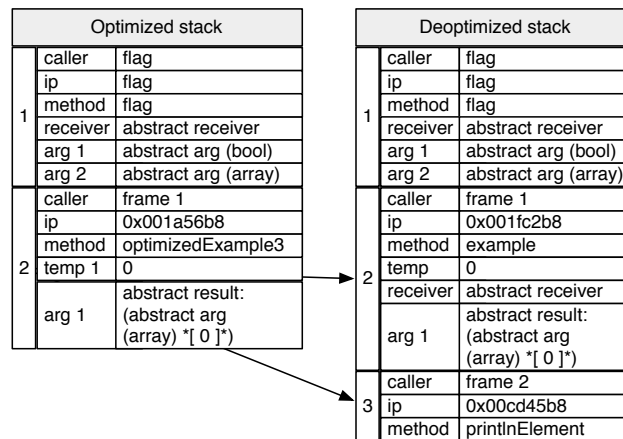 Optimized stack
1
caller flag
ip flag
method flag
receiver abstract receiver
arg 1 abstract arg (bool)
arg 2 abstract arg (array)
2
caller frame 1
ip 0x001a56b8
method optimizedExample3
temp 1 0
arg 1 abstract result:
(abstract arg
(array) *[ 0 ]*)
Deoptimized stack
1
caller flag
ip flag
method flag
receiver abstract receiver
arg 1 abstract arg (bool)
arg 2 abstract arg (array)
2
caller frame 1
ip 0x001fc2b8
method example
temp 0
receiver abstract receiver
arg 1 abstract result:
(abstract arg
(array) *[ 0 ]*)
3
caller frame 2
ip 0x00cd45b8
method printlnElement